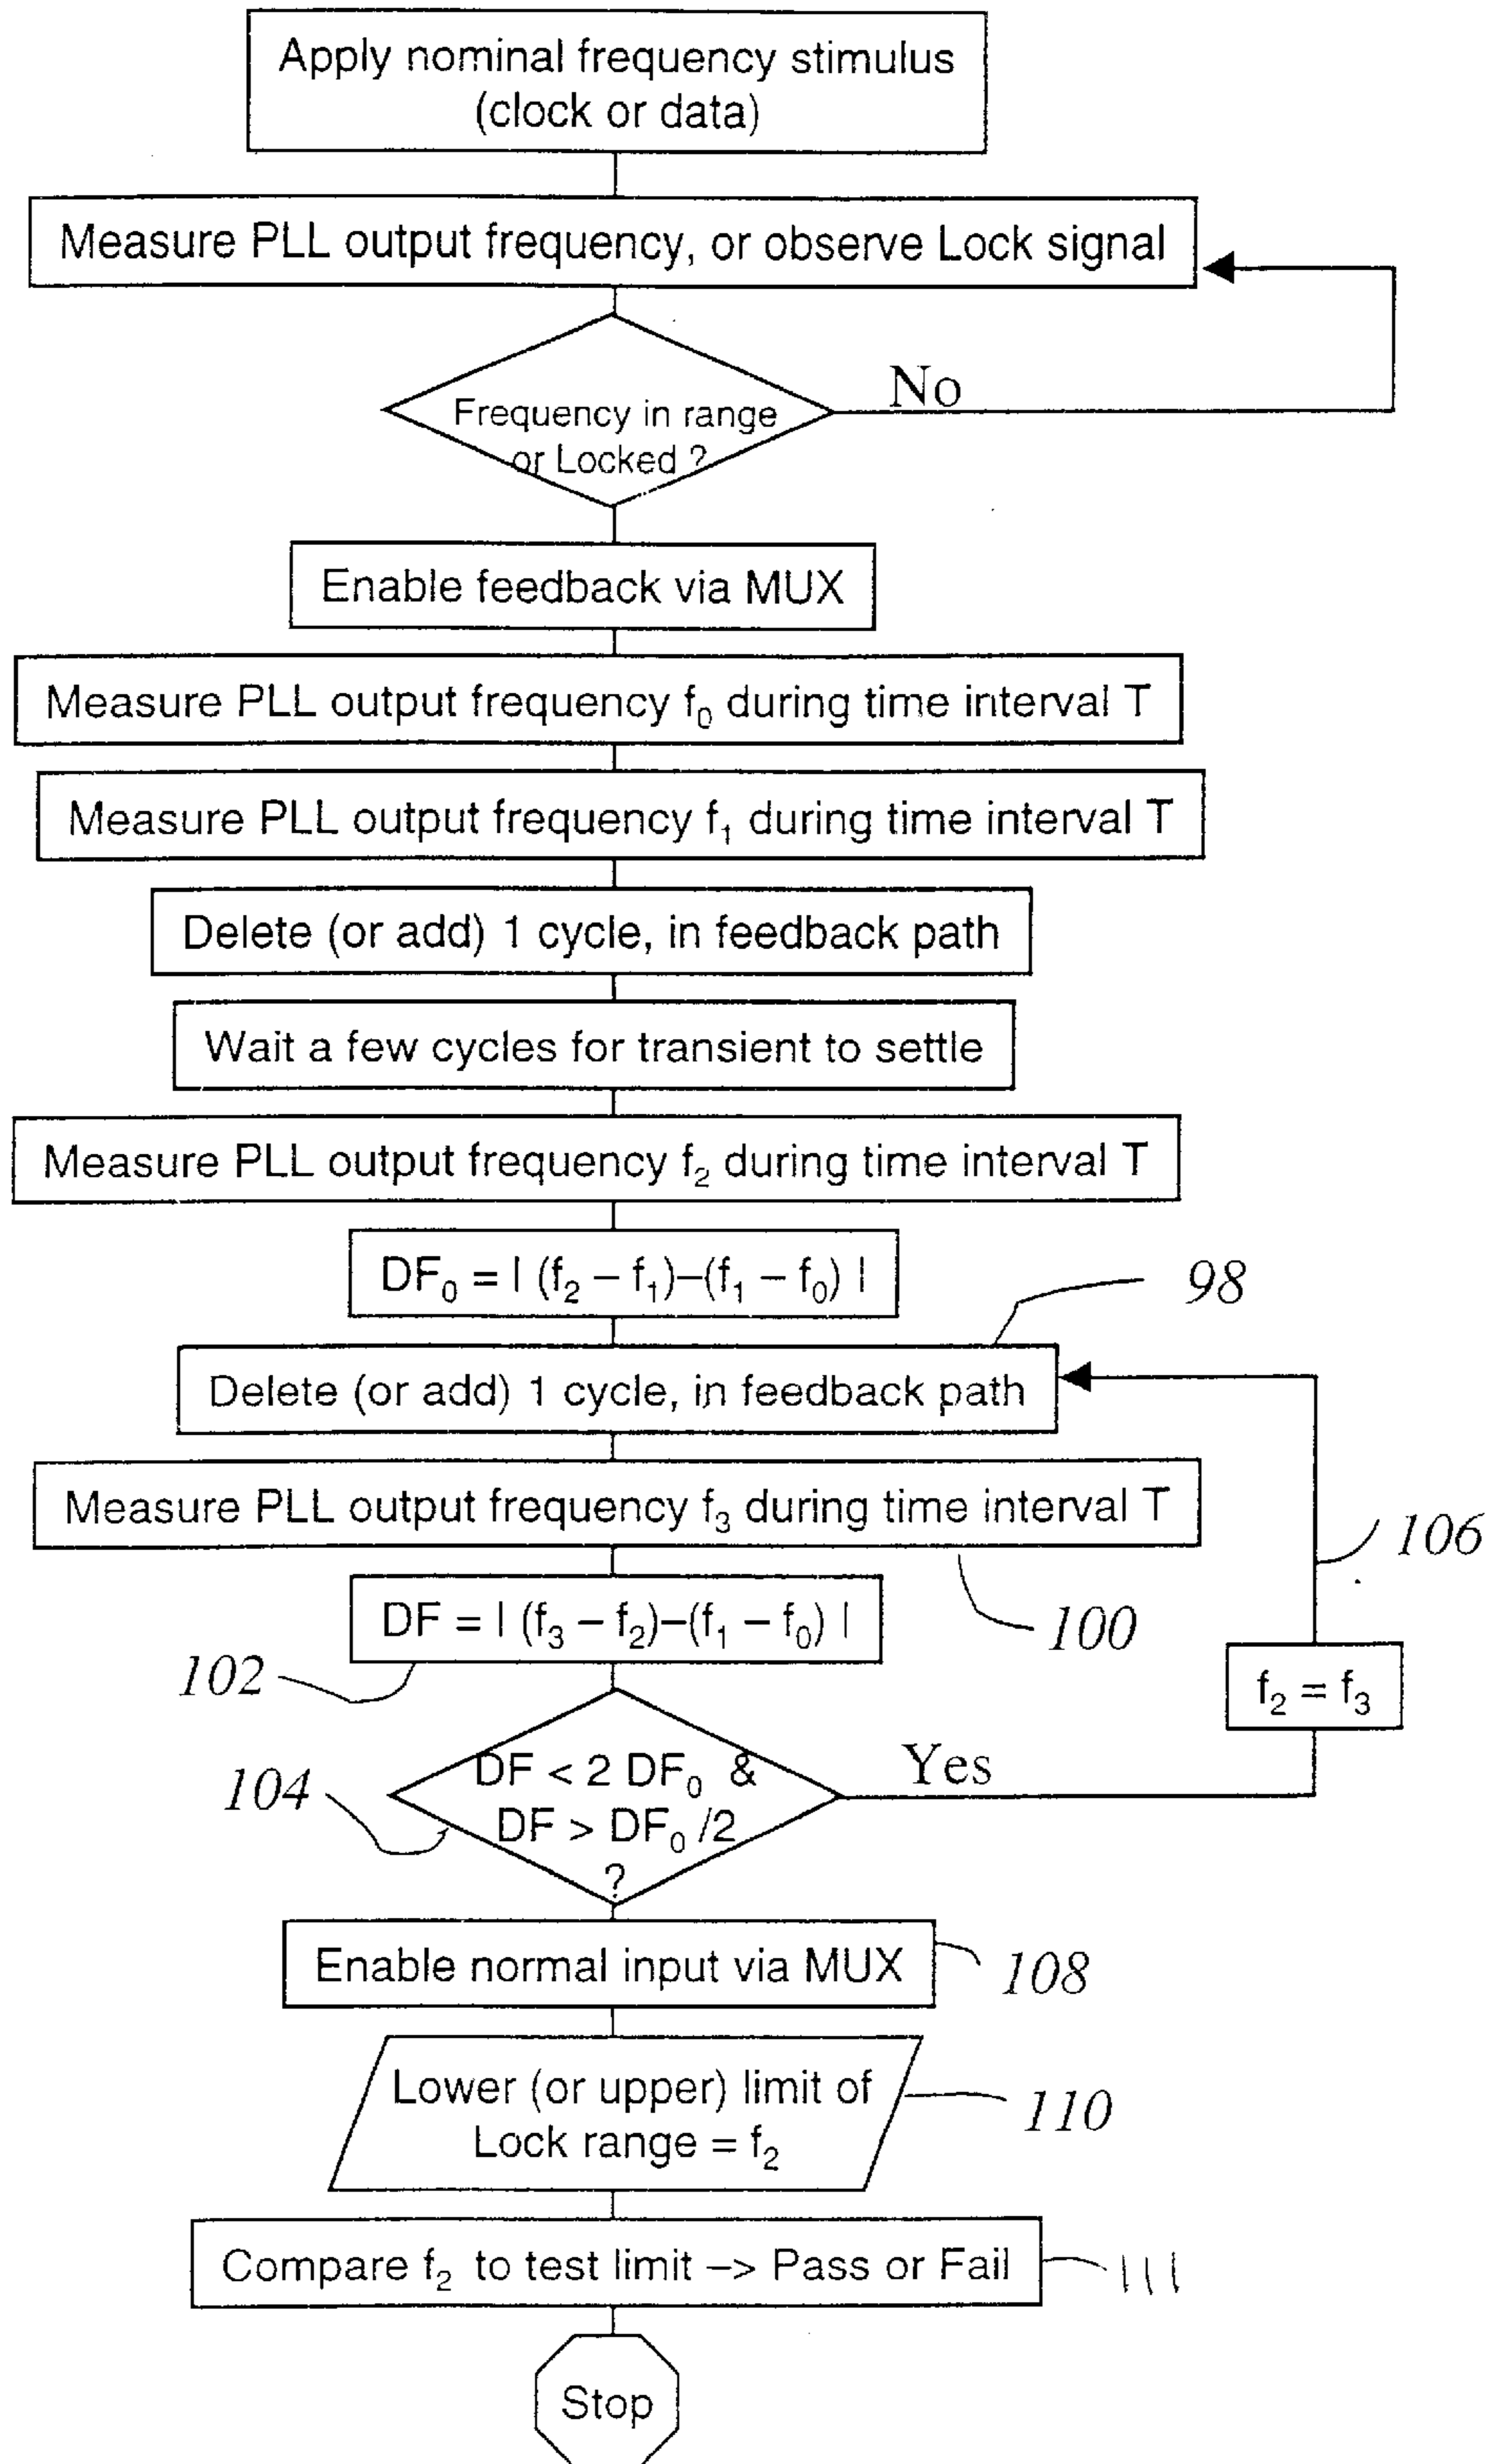 Apply nominal frequency stimulus
(clock or data)
Measure PLL output frequency, or observe Lock signal
No
Frequency in range
or Locked ?
Enable feedback via MUX
Measure PLL output frequency f₀ during time interval T
Measure PLL output frequency f₁ during time interval T
Delete (or add) 1 cycle, in feedback path
Wait a few cycles for transient to settle
Measure PLL output frequency f₂ during time interval T
DF₀ = | (f₂ – f₁)–(f₁ – f₀) |
98
Delete (or add) 1 cycle, in feedback path
Measure PLL output frequency f₃ during time interval T
106
100
DF = | (f₃ – f₂)–(f₁ – f₀) |
102
f₂ = f₃
DF < 2 DF₀ &
DF > DF₀ /2
?
Yes
104
Enable normal input via MUX
108
Lower (or upper) limit of
Lock range = f₂
110
Compare f₂ to test limit –> Pass or Fail
111
Stop